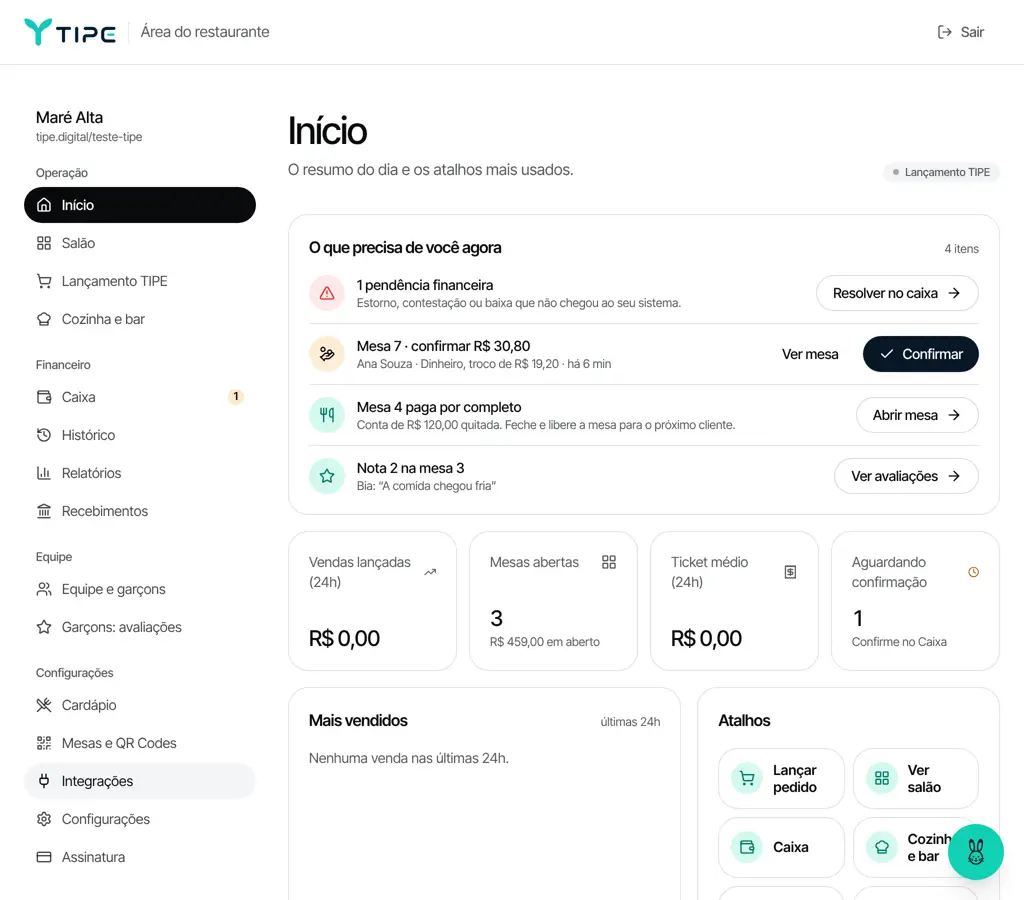 TIPE
Área do restaurante
Sair
Maré Alta
tipe.digital/teste-tipe
Operação
Início
Salão
Lançamento TIPE
Cozinha e bar
Financeiro
Caixa
1
Histórico
Relatórios
Recebimentos
Equipe
Equipe e garçons
Garçons: avaliações
Configurações
Cardápio
Mesas e QR Codes
Integrações
Configurações
Assinatura
Início
O resumo do dia e os atalhos mais usados.
Lançamento TIPE
O que precisa de você agora
4 itens
1 pendência financeira
Estorno, contestação ou baixa que não chegou ao seu sistema.
Resolver no caixa
Mesa 7 · confirmar R$ 30,80
Ana Souza · Dinheiro, troco de R$ 19,20 · há 6 min
Ver mesa
Confirmar
Mesa 4 paga por completo
Conta de R$ 120,00 quitada. Feche e libere a mesa para o próximo cliente.
Abrir mesa
Nota 2 na mesa 3
Bia: “A comida chegou fria”
Ver avaliações
Vendas lançadas
(24h)
R$ 0,00
Mesas abertas
3
R$ 459,00 em aberto
Ticket médio
(24h)
R$ 0,00
Aguardando
confirmação
1
Confirme no Caixa
Mais vendidos
últimas 24h
Nenhuma venda nas últimas 24h.
Atalhos
Lançar
pedido
Ver
salão
Caixa
Cozinh
e bar